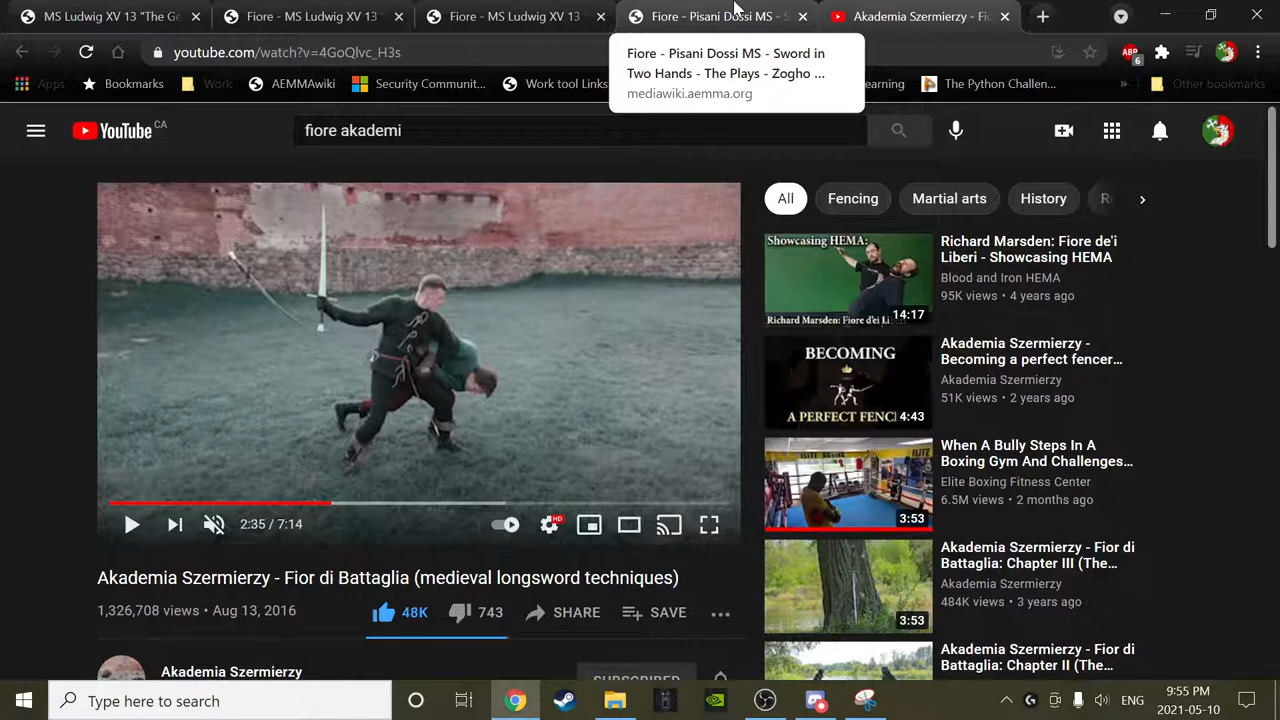 MS Ludwig XV 13 "The Ge
Fiore - MS Ludwig XV 13 "
Fiore - MS Ludwig XV 13
Fiore - Pisani Dossi MS - S
Akademia Szermierzy - Fio
youtube.com/watch?v=4GoQlvc_H3s
6
Fiore - Pisani Dossi MS - Sword in
Two Hands - The Plays - Zogho ...
mediawiki.aemma.org
Apps
Bookmarks
AEMMAwiki
Security Communit...
Work tool Links
earning
The Python Challen...
»
Other bookmarks
YouTube CA
fiore akademi
All
Fencing
Martial arts
History
Showcasing HEMA:
Richard Marsden: Fiore d'ei Li
14:17
Richard Marsden: Fiore de'i
Liberi - Showcasing HEMA
Blood and Iron HEMA
95K views • 4 years ago
BECOMING
A PERFECT FENC
4:43
Akademia Szermierzy -
Becoming a perfect fencer...
Akademia Szermierzy
51K views • 2 years ago
ELITE
3:53
When A Bully Steps In A
Boxing Gym And Challenges...
Elite Boxing Fitness Center
6.5M views • 2 months ago
3:53
Akademia Szermierzy - Fior di
Battaglia: Chapter III (The...
Akademia Szermierzy
484K views • 3 years ago
Akademia Szermierzy - Fior di
Battaglia: Chapter II (The...
2:35 / 7:14
HD
Akademia Szermierzy - Fior di Battaglia (medieval longsword techniques)
1,326,708 views • Aug 13, 2016
48K
743
SHARE
SAVE
Akademia Szermierzy
SUBSCRIBED
Type here to search
ENG
9:55 PM
2021-05-10